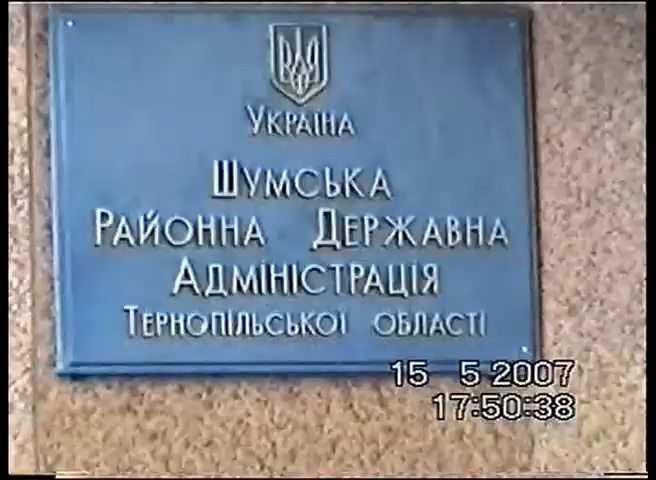 Україна
Шумська
Районна Державна
Адміністрація
Тернопільської області
15 5 2007
17:50:38